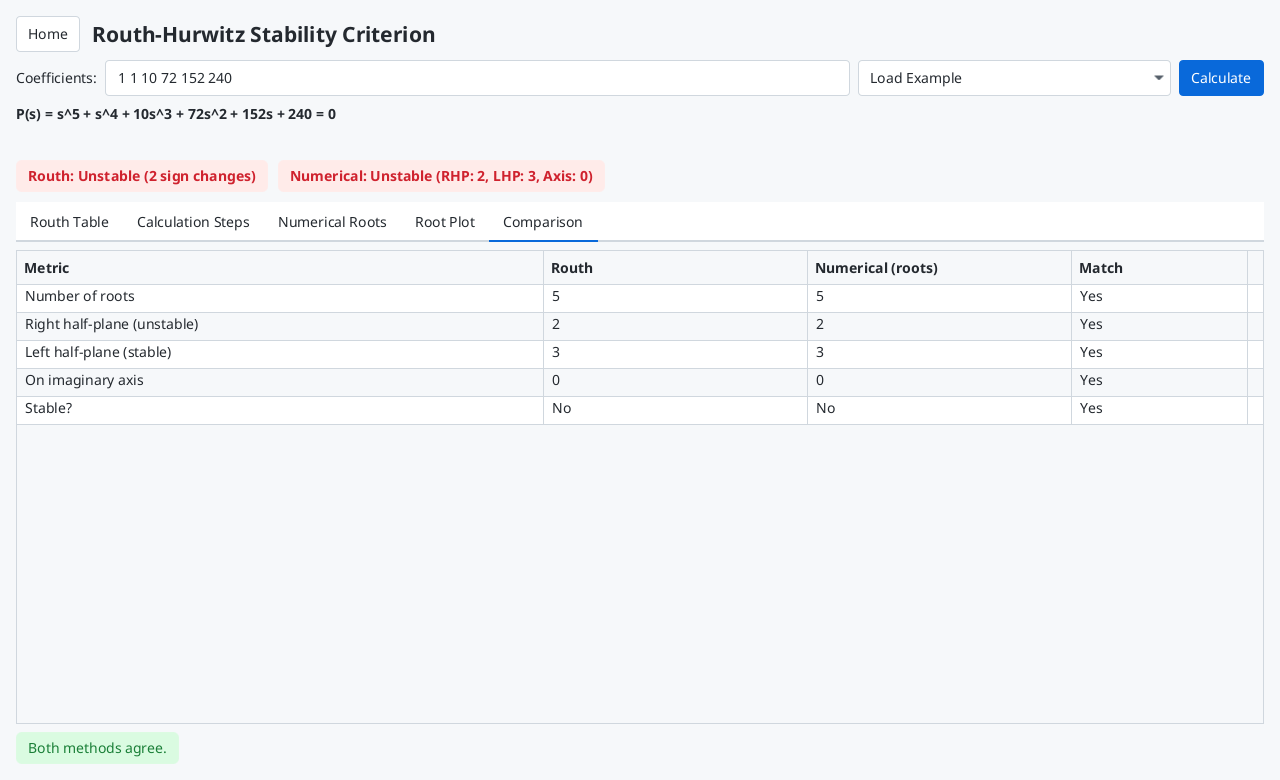 Home Routh-Hurwitz Stability Criterion
Coefficients: 1 1 10 72 152 240 Load Example Calculate
P(s) = s^5 + s^4 + 10s^3 + 72s^2 + 152s + 240 = 0
Routh: Unstable (2 sign changes) Numerical: Unstable (RHP: 2, LHP: 3, Axis: 0)
Routh Table Calculation Steps Numerical Roots Root Plot Comparison
Metric Routh Numerical (roots) Match
Number of roots 5 5 Yes
Right half-plane (unstable) 2 2 Yes
Left half-plane (stable) 3 3 Yes
On imaginary axis 0 0 Yes
Stable? No No Yes
Both methods agree.